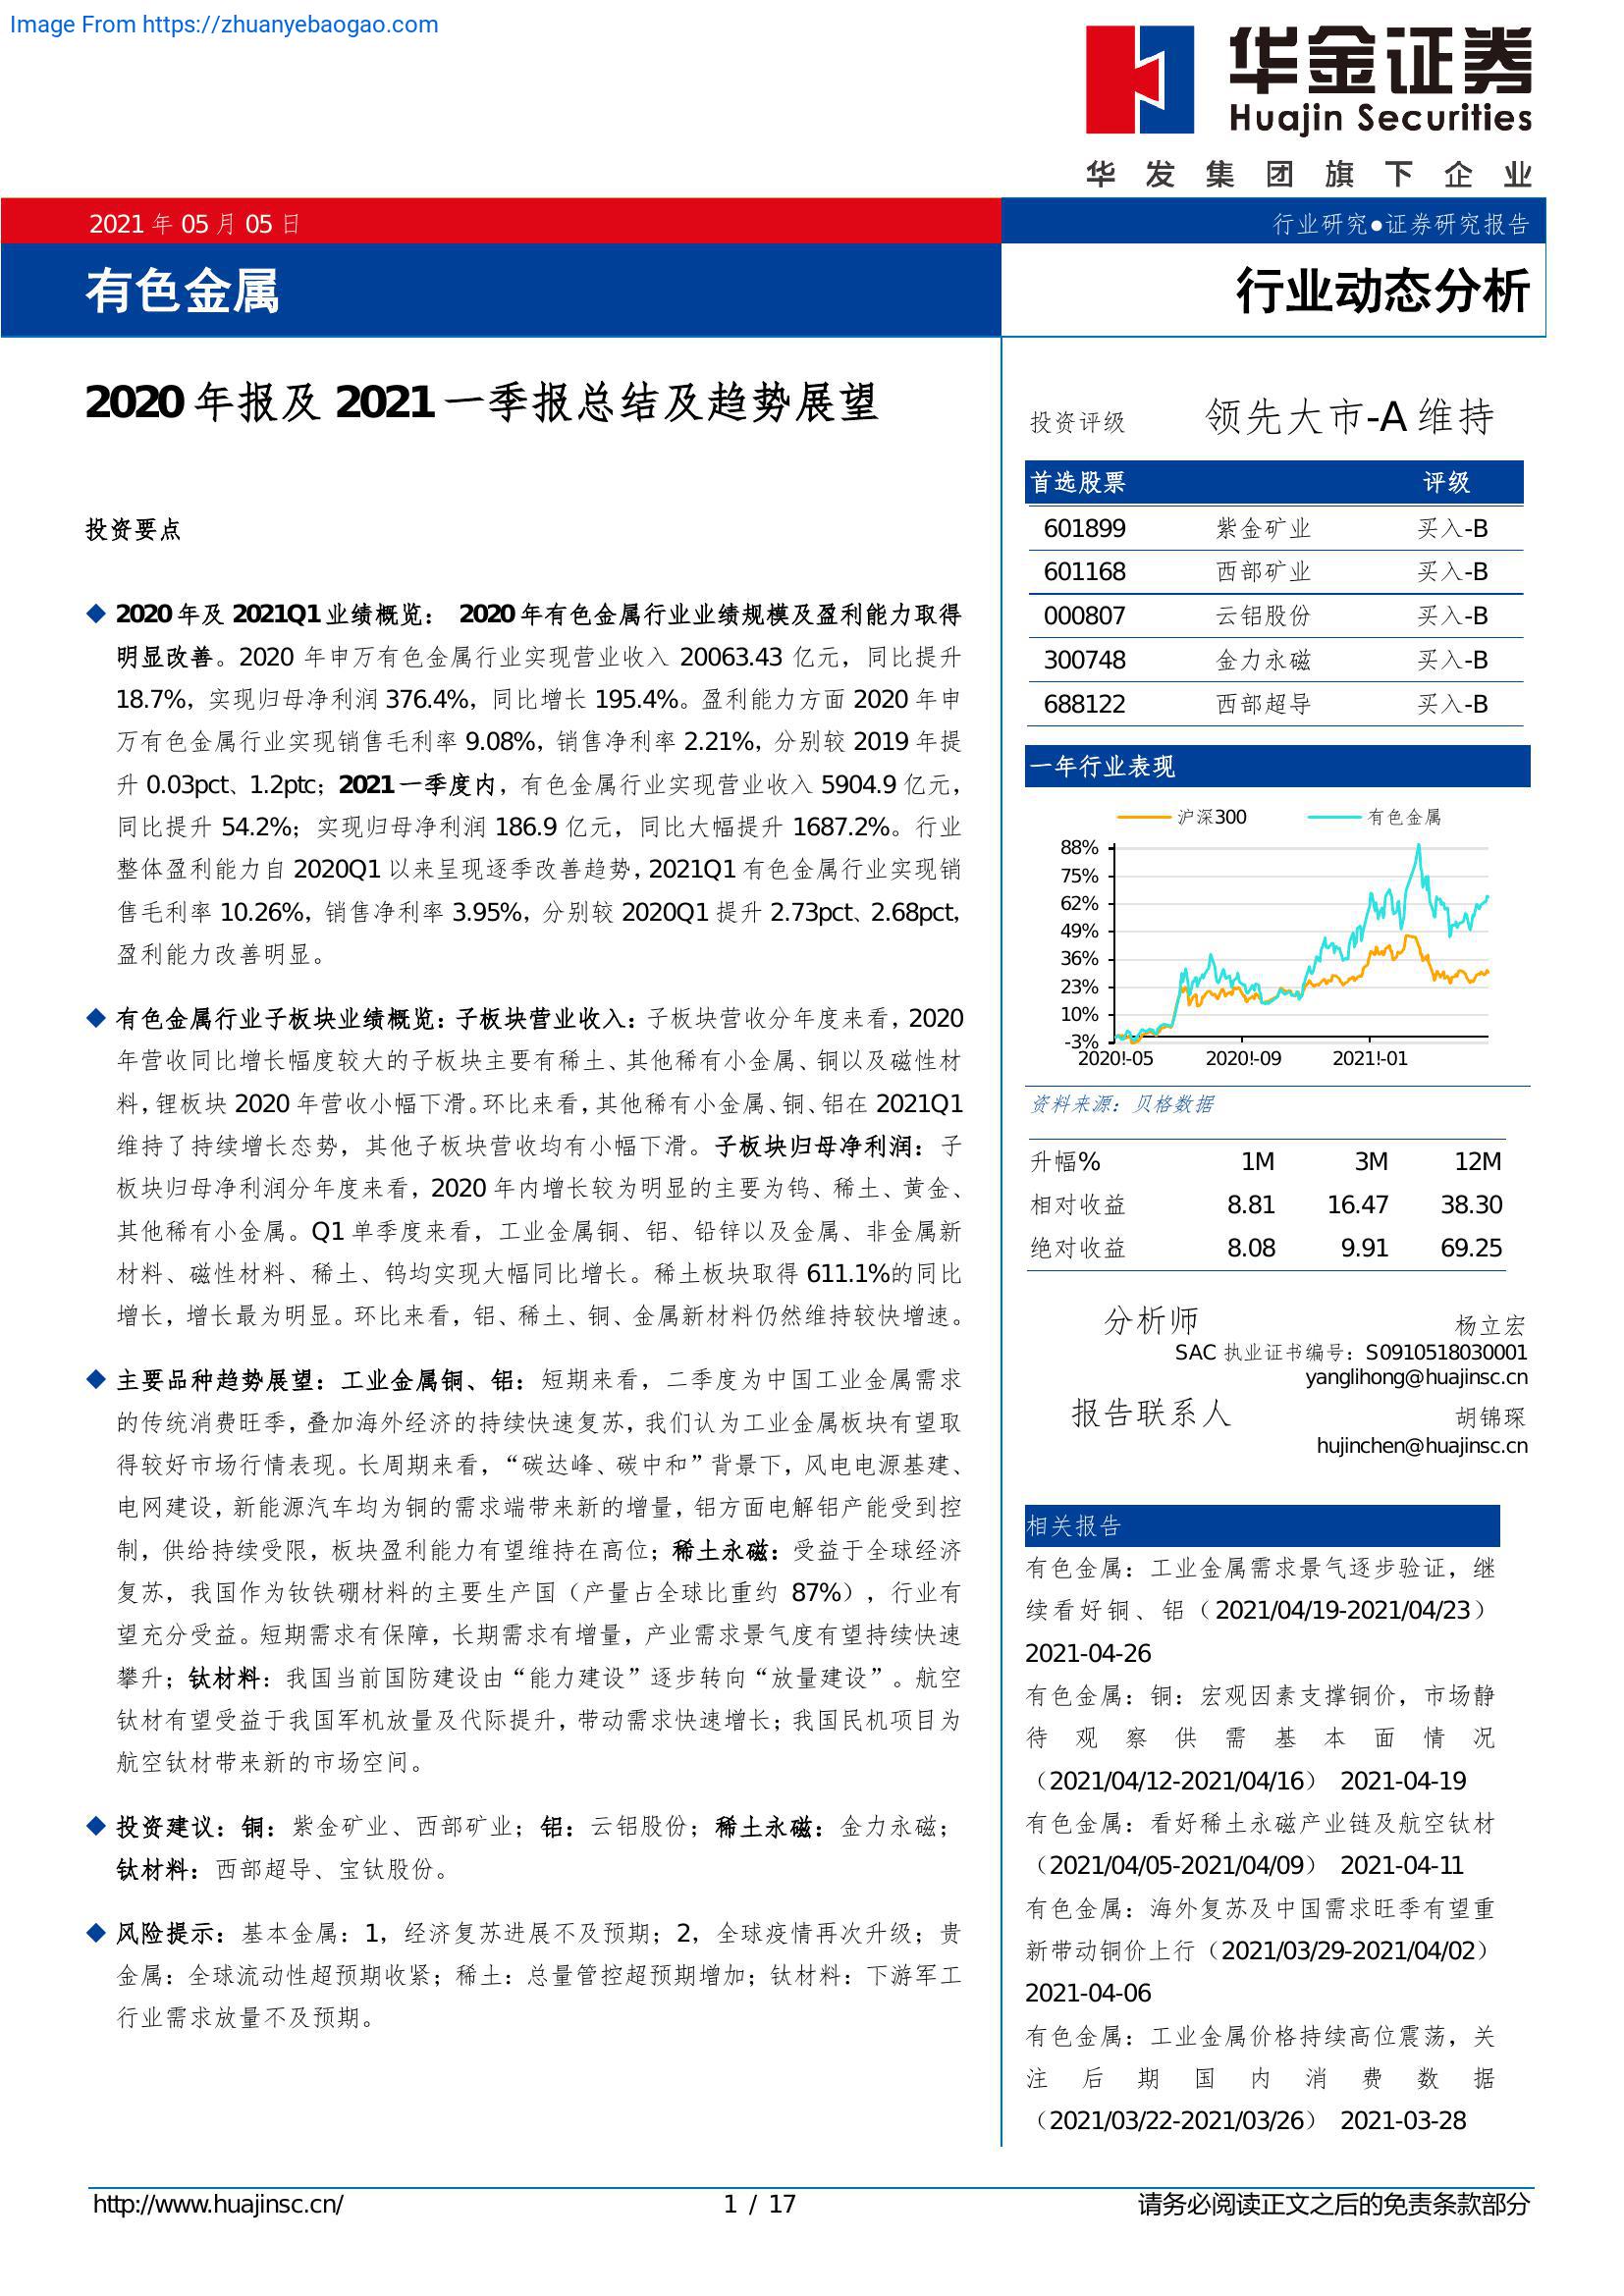 Image From https://zhuanyebaogao.com
华金证券
Huajin Securities
华发集团旗下企业
2021 年 05 月 05 日
行业研究●证券研究报告
有色金属
行业动态分析
2020 年报及 2021 一季报总结及趋势展望
投资要点
◆ 2020 年及 2021Q1 业绩概览： 2020 年有色金属行业业绩规模及盈利能力取得
明显改善。2020 年申万有色金属行业实现营业收入 20063.43 亿元，同比提升
18.7%，实现归母净利润 376.4%，同比增长 195.4%。盈利能力方面 2020 年申
万有色金属行业实现销售毛利率 9.08%，销售净利率 2.21%，分别较 2019 年提
升 0.03pct、1.2ptc；2021 一季度内，有色金属行业实现营业收入 5904.9 亿元，
同比提升 54.2%；实现归母净利润 186.9 亿元，同比大幅提升 1687.2%。行业
整体盈利能力自 2020Q1 以来呈现逐季改善趋势，2021Q1 有色金属行业实现销
售毛利率 10.26%，销售净利率 3.95%，分别较 2020Q1 提升 2.73pct、2.68pct，
盈利能力改善明显。
◆ 有色金属行业子板块业绩概览：子板块营业收入：子板块营收分年度来看，2020
年营收同比增长幅度较大的子板块主要有稀土、其他稀有小金属、铜以及磁性材
料，锂板块 2020 年营收小幅下滑。环比来看，其他稀有小金属、铜、铝在 2021Q1
维持了持续增长态势，其他子板块营收均有小幅下滑。子板块归母净利润：子
板块归母净利润分年度来看，2020 年内增长较为明显的主要为钨、稀土、黄金、
其他稀有小金属。Q1 单季度来看，工业金属铜、铝、铅锌以及金属、非金属新
材料、磁性材料、稀土、钨均实现大幅同比增长。稀土板块取得 611.1%的同比
增长，增长最为明显。环比来看，铝、稀土、铜、金属新材料仍然维持较快增速。
◆ 主要品种趋势展望：工业金属铜、铝：短期来看，二季度为中国工业金属需求
的传统消费旺季，叠加海外经济的持续快速复苏，我们认为工业金属板块有望取
得较好市场行情表现。长周期来看，“碳达峰、碳中和”背景下，风电电源基建、
电网建设，新能源汽车均为铜的需求端带来新的增量，铝方面电解铝产能受到控
制，供给持续受限，板块盈利能力有望维持在高位；稀土永磁：受益于全球经济
复苏，我国作为钕铁硼材料的主要生产国（产量占全球比重约 87%），行业有
望充分受益。短期需求有保障，长期需求有增量，产业需求景气度有望持续快速
攀升；钛材料：我国当前国防建设由“能力建设”逐步转向“放量建设”。航空
钛材有望受益于我国军机放量及代际提升，带动需求快速增长；我国民机项目为
航空钛材带来新的市场空间。
◆ 投资建议：铜：紫金矿业、西部矿业；铝：云铝股份；稀土永磁：金力永磁；
钛材料：西部超导、宝钛股份。
◆ 风险提示：基本金属：1，经济复苏进展不及预期；2，全球疫情再次升级；贵
金属：全球流动性超预期收紧；稀土：总量管控超预期增加；钛材料：下游军工
行业需求放量不及预期。
投资评级 领先大市-A 维持
首选股票 评级
601899 紫金矿业 买入-B
601168 西部矿业 买入-B
000807 云铝股份 买入-B
300748 金力永磁 买入-B
688122 西部超导 买入-B
一年行业表现
沪深300 有色金属
88%
75%
62%
49%
36%
23%
10%
-3%
2020!-05 2020!-09 2021!-01
资料来源：贝格数据
升幅% 1M 3M 12M
相对收益 8.81 16.47 38.30
绝对收益 8.08 9.91 69.25
分析师 杨立宏
SAC 执业证书编号：S0910518030001
yanglihong@huajinsc.cn
报告联系人 胡锦琛
hujinchen@huajinsc.cn
相关报告
有色金属：工业金属需求景气逐步验证，继
续看好铜、铝（2021/04/19-2021/04/23）
2021-04-26
有色金属：铜：宏观因素支撑铜价，市场静
待观察供需基本面情况
（2021/04/12-2021/04/16） 2021-04-19
有色金属：看好稀土永磁产业链及航空钛材
（2021/04/05-2021/04/09） 2021-04-11
有色金属：海外复苏及中国需求旺季有望重
新带动铜价上行（2021/03/29-2021/04/02）
2021-04-06
有色金属：工业金属价格持续高位震荡，关
注后期国内消费数据
（2021/03/22-2021/03/26） 2021-03-28
http://www.huajinsc.cn/ 1 / 17 请务必阅读正文之后的免责条款部分